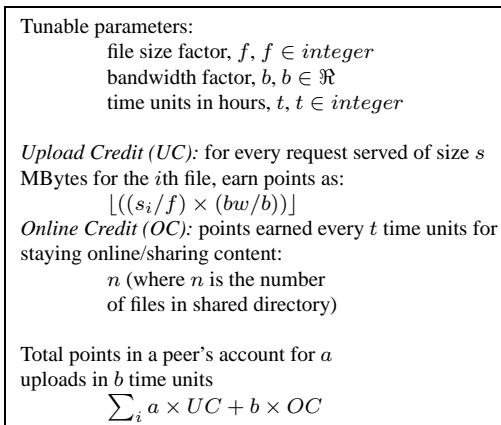 Tunable parameters:
file size factor, f, f ∈ integer
bandwidth factor, b, b ∈ ℜ
time units in hours, t, t ∈ integer
Upload Credit (UC): for every request served of size s
MBytes for the ith file, earn points as:
⌊((s_i/f) × (bw/b))⌋
Online Credit (OC): points earned every t time units for
staying online/sharing content:
n (where n is the number
of files in shared directory)
Total points in a peer's account for a
uploads in b time units
∑_i a × UC + b × OC